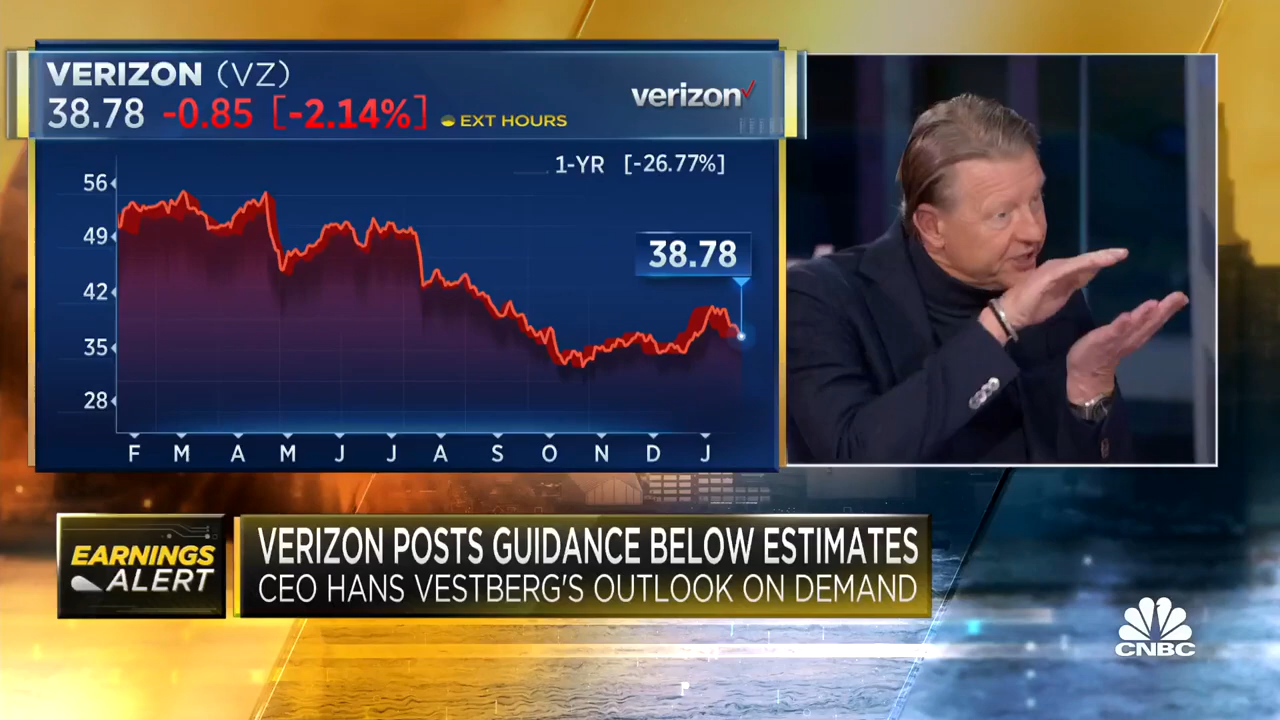 VERIZON (VZ)
38.78 -0.85 [-2.14%] EXT HOURS
verizon
1-YR [-26.77%]
56
49
42
35
28
38.78
F M A M J J A S O N D J
EARNINGS
ALERT
VERIZON POSTS GUIDANCE BELOW ESTIMATES
CEO HANS VESTBERG'S OUTLOOK ON DEMAND
CNBC
P